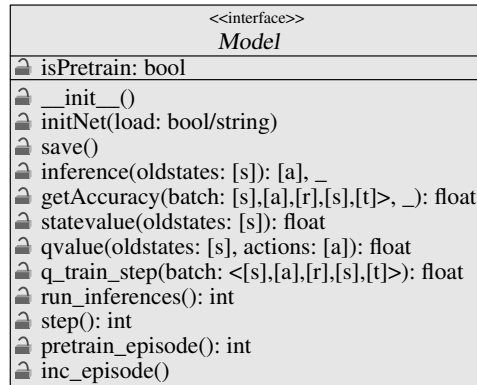 <<interface>>
Model
isPretrain: bool
__init__()
initNet(load: bool/string)
save()
inference(oldstates: [s]): [a], _
getAccuracy(batch: [s],[a],[r],[s],[t]>, _): float
statevalue(oldstates: [s]): float
qvalue(oldstates: [s], actions: [a]): float
q_train_step(batch: <[s],[a],[r],[s],[t]>): float
run_inferences(): int
step(): int
pretrain_episode(): int
inc_episode()